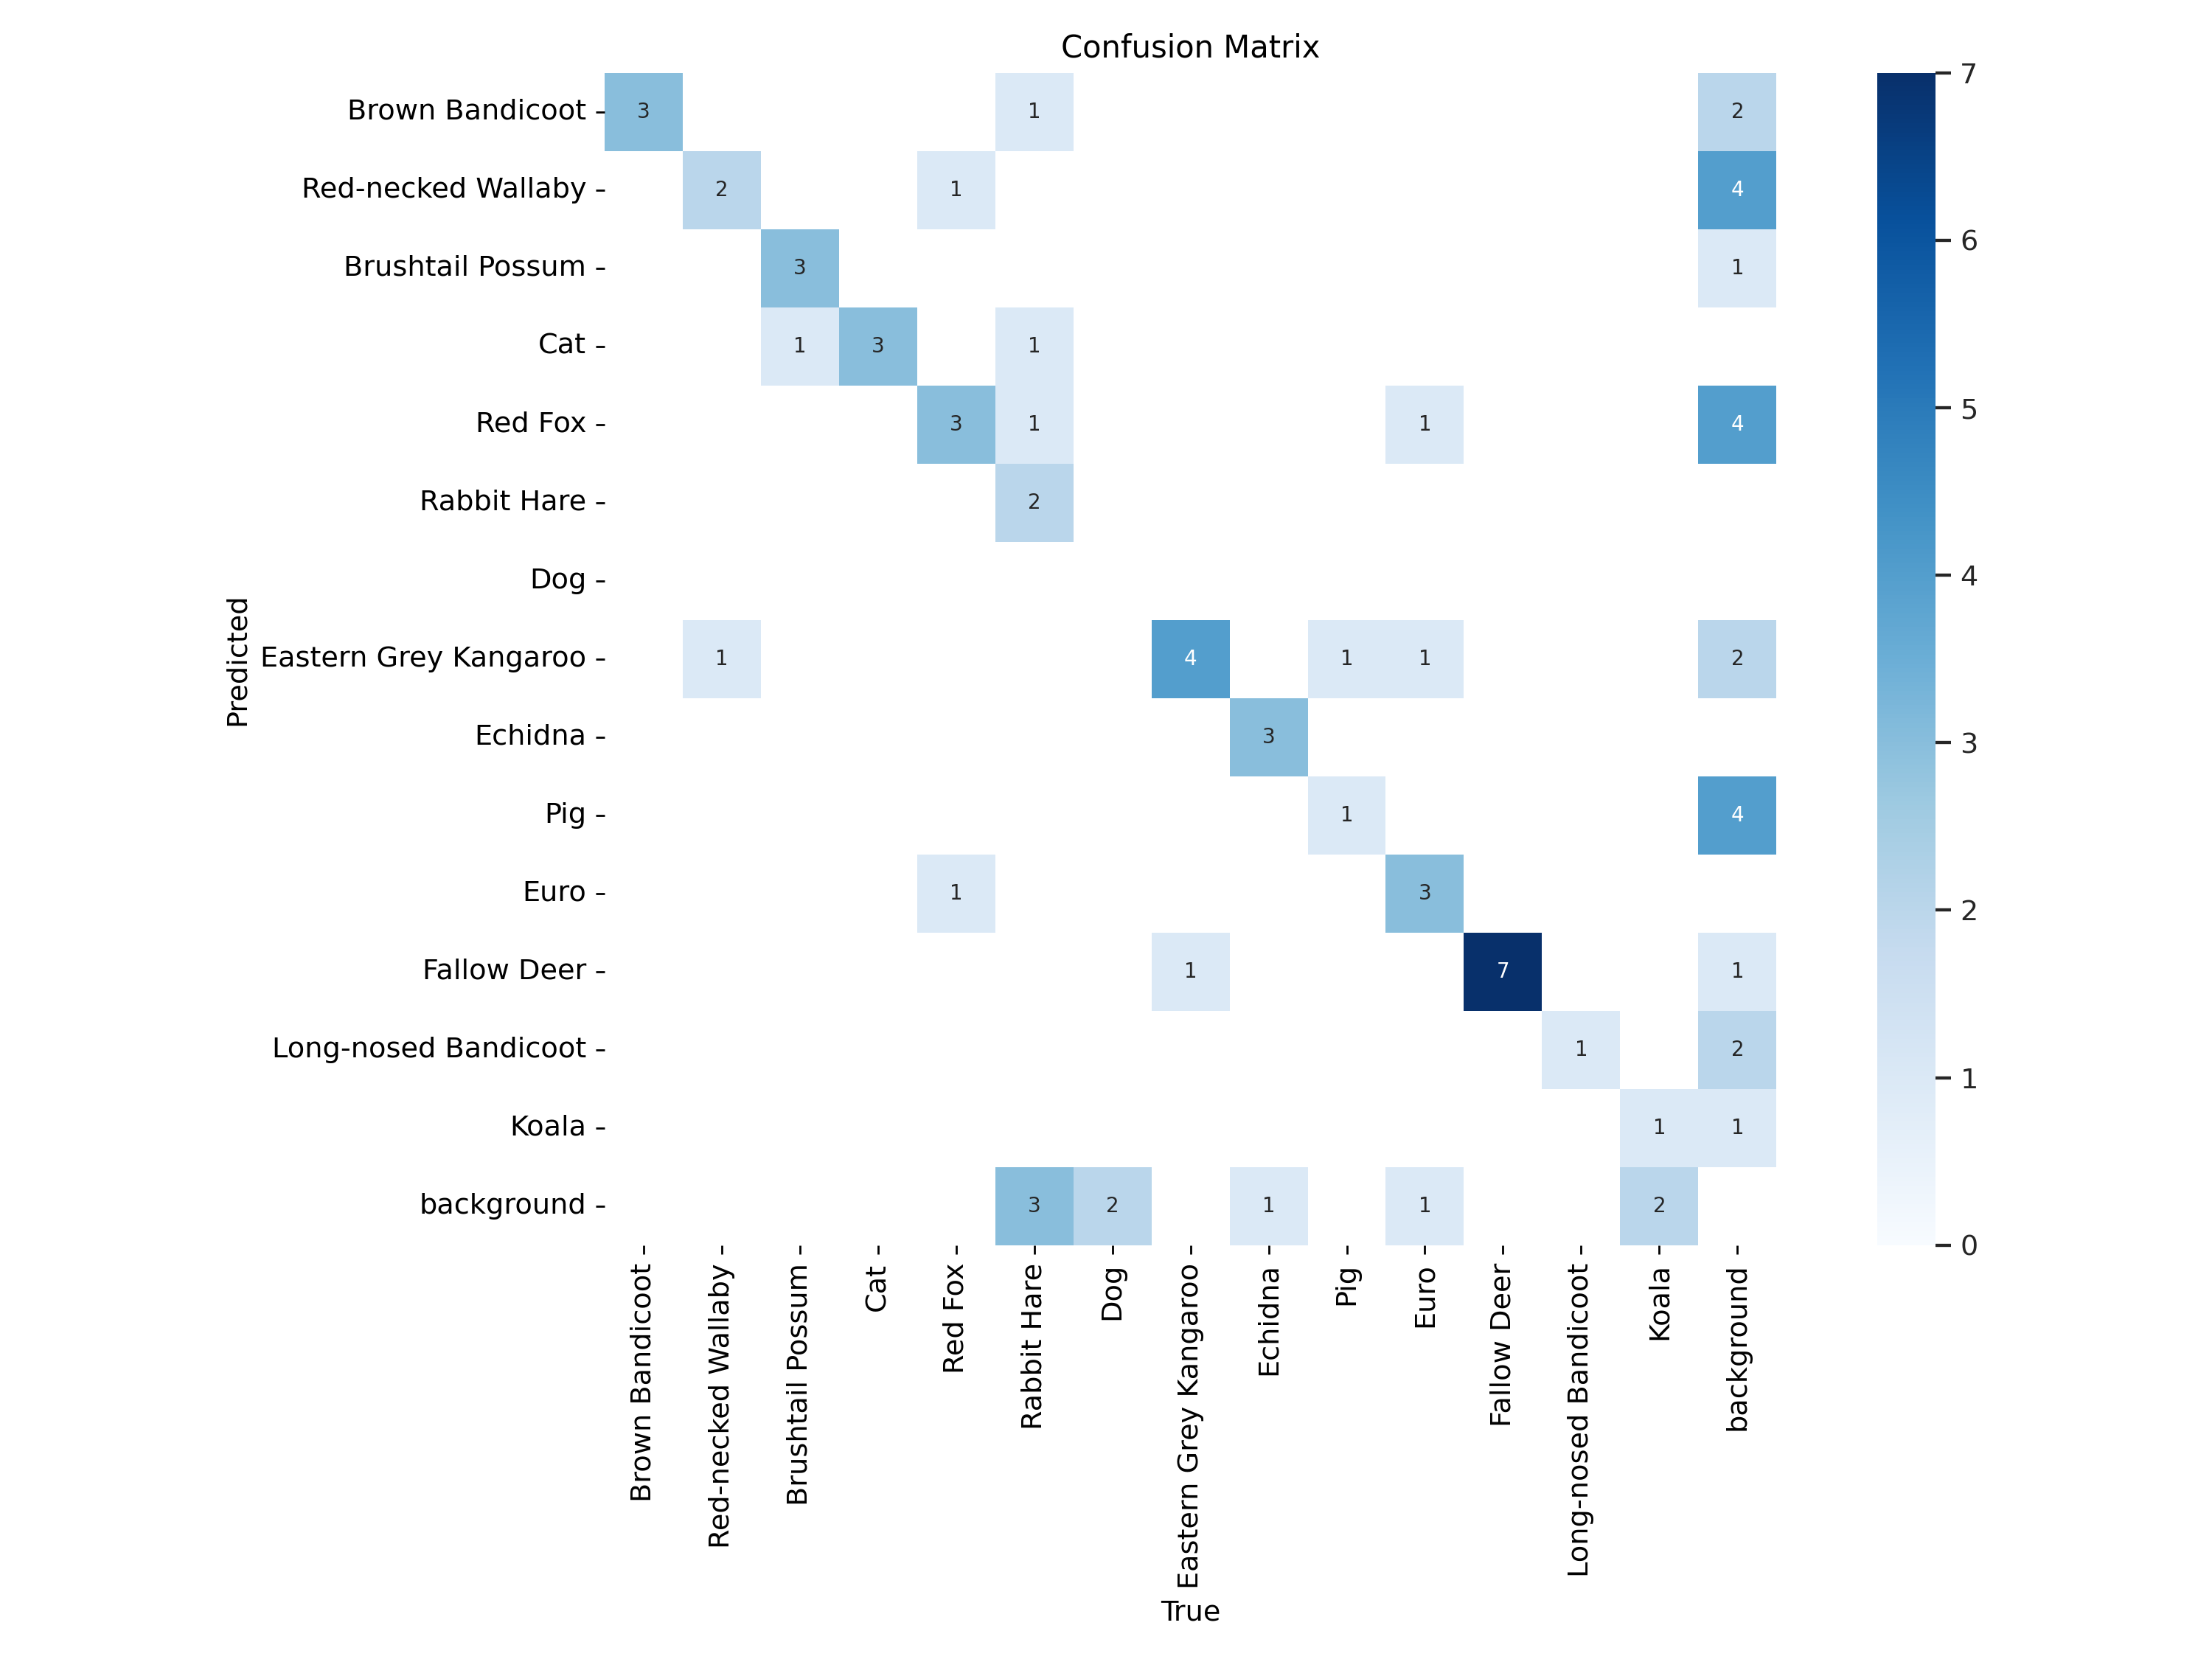 Confusion Matrix
Brown Bandicoot 3 1 2
Red-necked Wallaby 2 1 4
Brushtail Possum 3 1
Cat 1 3 1
Red Fox 3 1 1 4
Rabbit Hare 2
Dog
Eastern Grey Kangaroo 1 4 1 1 2
Echidna 3
Pig 1 4
Euro 1 3
Fallow Deer 1 7 1
Long-nosed Bandicoot 1 2
Koala 1 1
background 3 2 1 1 2
Predicted
Brown Bandicoot
Red-necked Wallaby
Brushtail Possum
Cat
Red Fox
Rabbit Hare
Dog
Eastern Grey Kangaroo
Echidna
Pig
Euro
Fallow Deer
Long-nosed Bandicoot
Koala
background
True
7
6
5
4
3
2
1
0